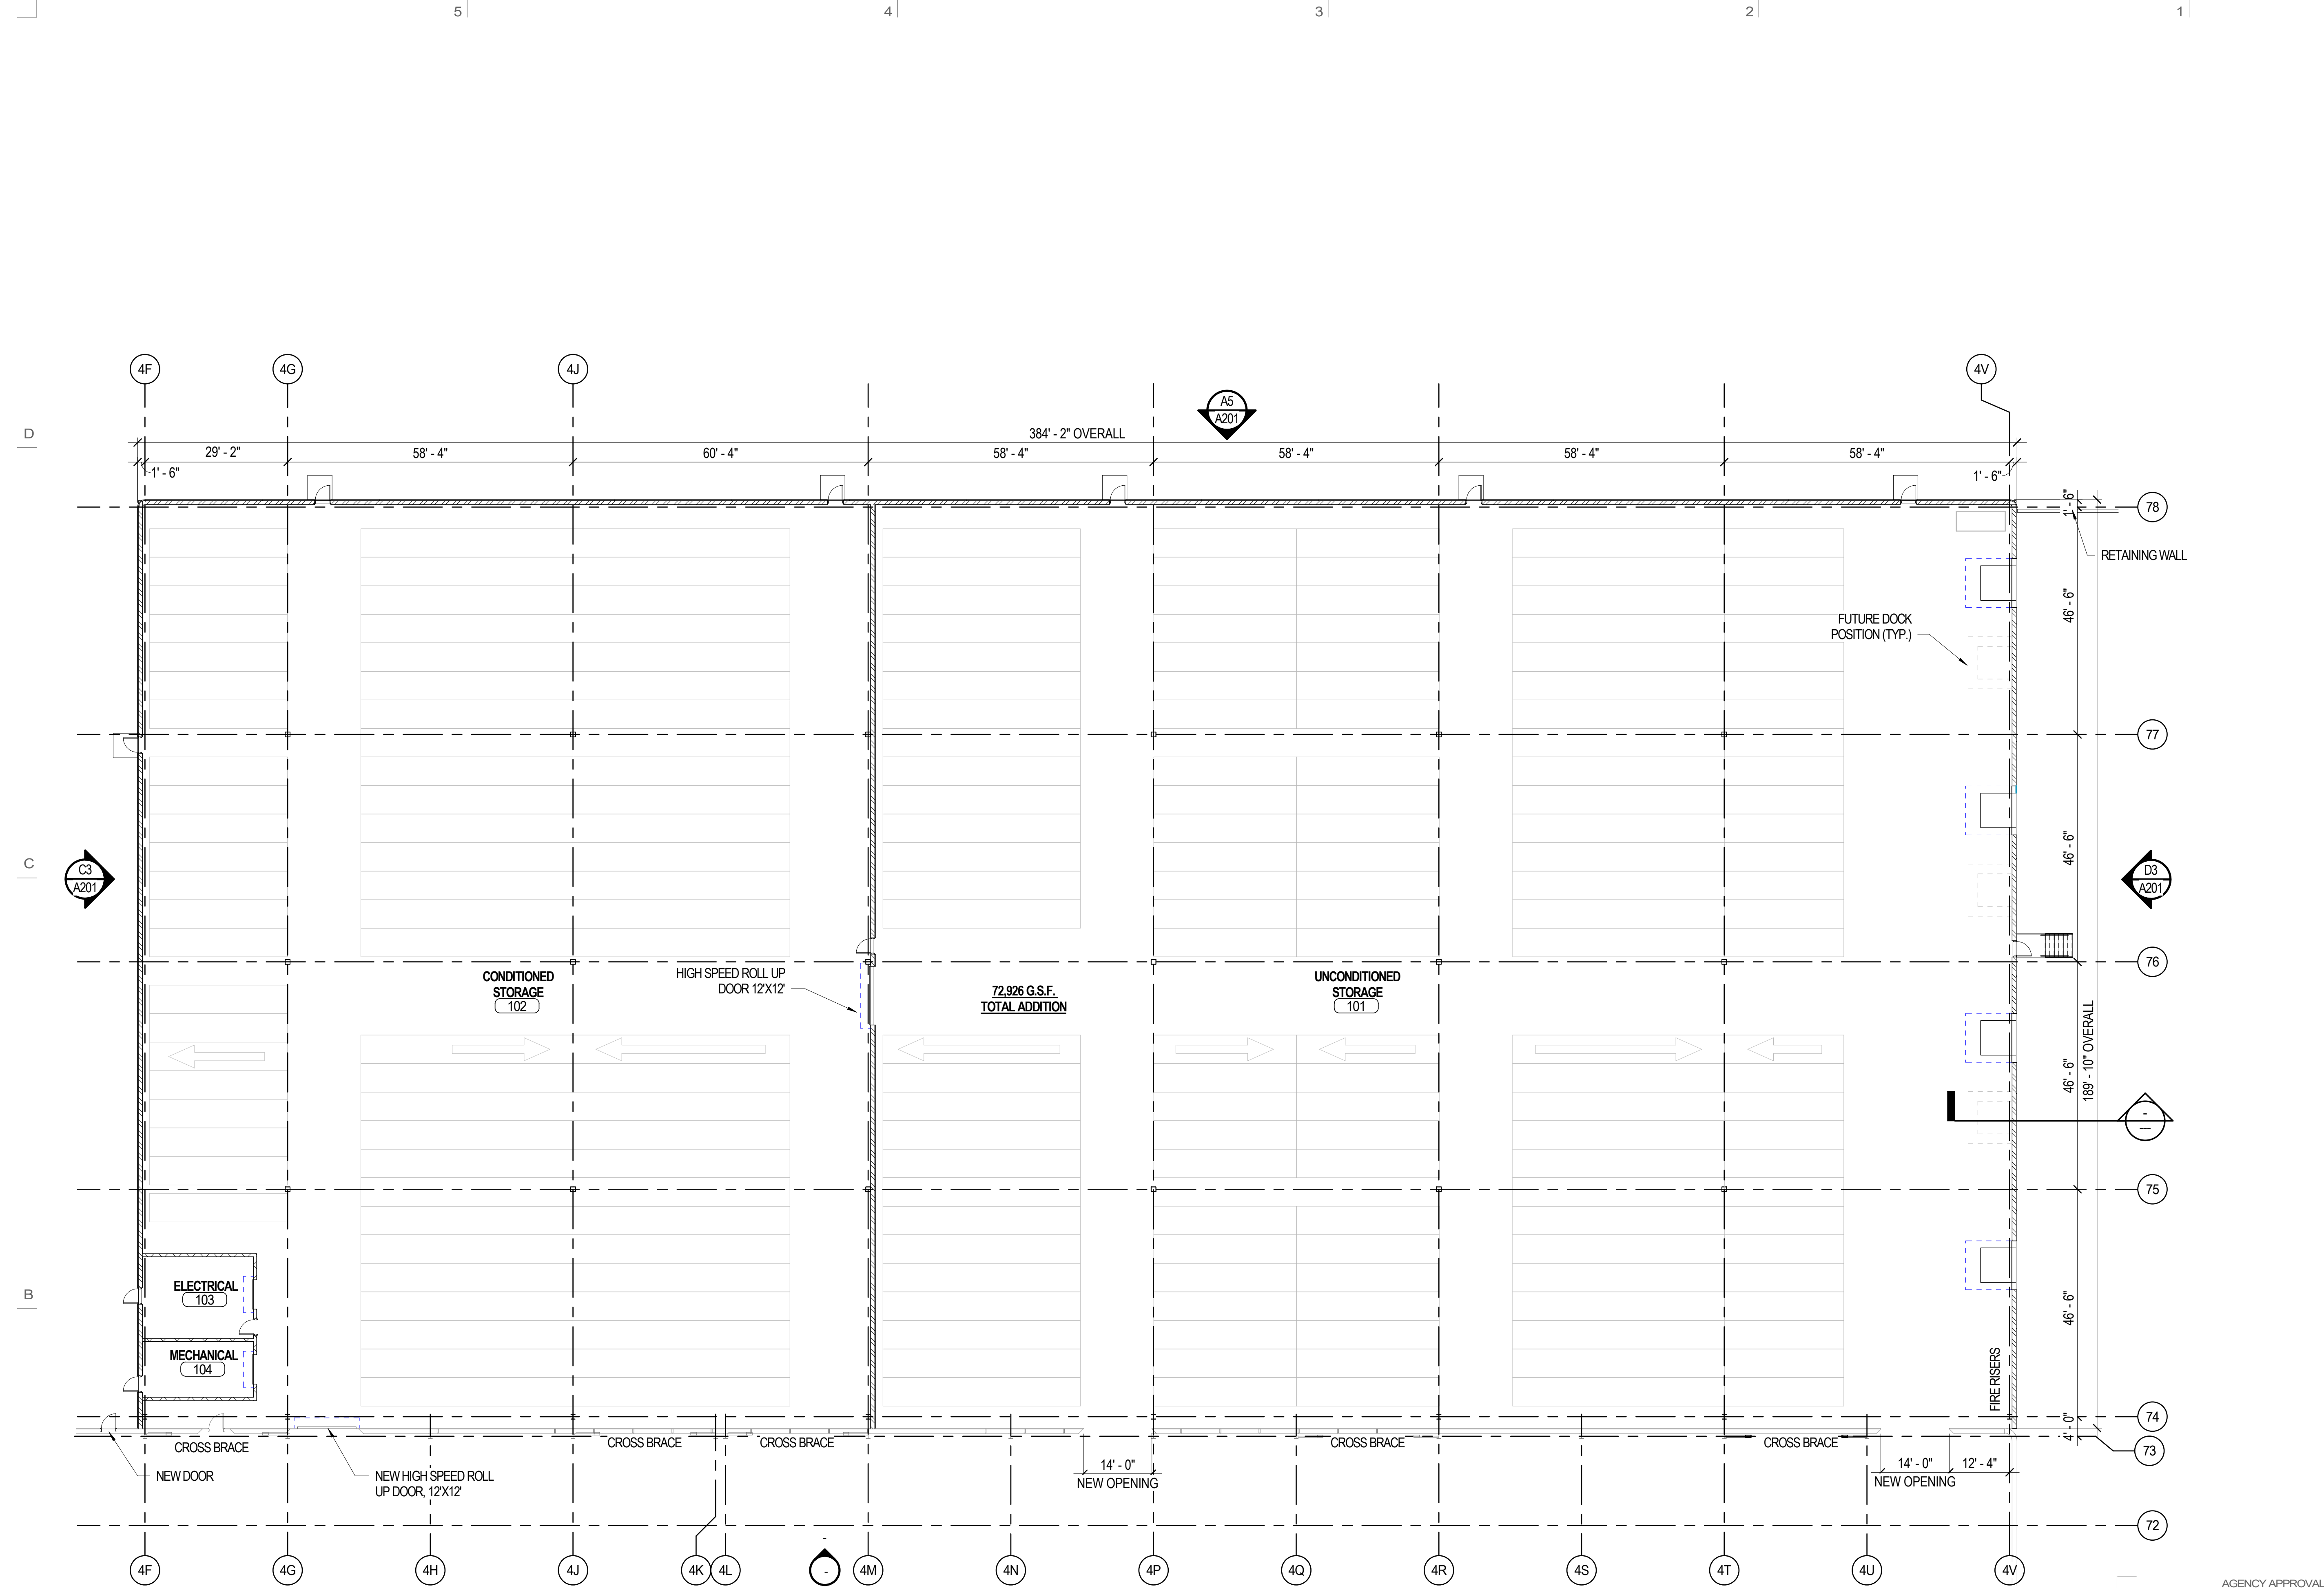 5
4
3
2
1
4F
4G
4J
4V
A5
A201
D
384' - 2" OVERALL
29' - 2"
58' - 4"
60' - 4"
58' - 4"
58' - 4"
58' - 4"
58' - 4"
1' - 6"
1' - 6"
1' - 6"
78
RETAINING WALL
46' - 6"
FUTURE DOCK
POSITION (TYP.)
77
46' - 6"
C
C3
A201
D3
A201
76
CONDITIONED
STORAGE
102
HIGH SPEED ROLL UP
DOOR 12'X12'
72,926 G.S.F.
TOTAL ADDITION
UNCONDITIONED
STORAGE
101
46' - 6"
189' - 10" OVERALL
-
---
75
B
ELECTRICAL
103
46' - 6"
MECHANICAL
104
FIRE RISERS
74
4' - 0"
73
CROSS BRACE
CROSS BRACE
CROSS BRACE
CROSS BRACE
CROSS BRACE
NEW DOOR
NEW HIGH SPEED ROLL
UP DOOR, 12'X12'
14' - 0"
NEW OPENING
14' - 0"
12' - 4"
NEW OPENING
72
-
-
4F
4G
4H
4J
4K
4L
4M
4N
4P
4Q
4R
4S
4T
4U
4V
AGENCY APPROVAL